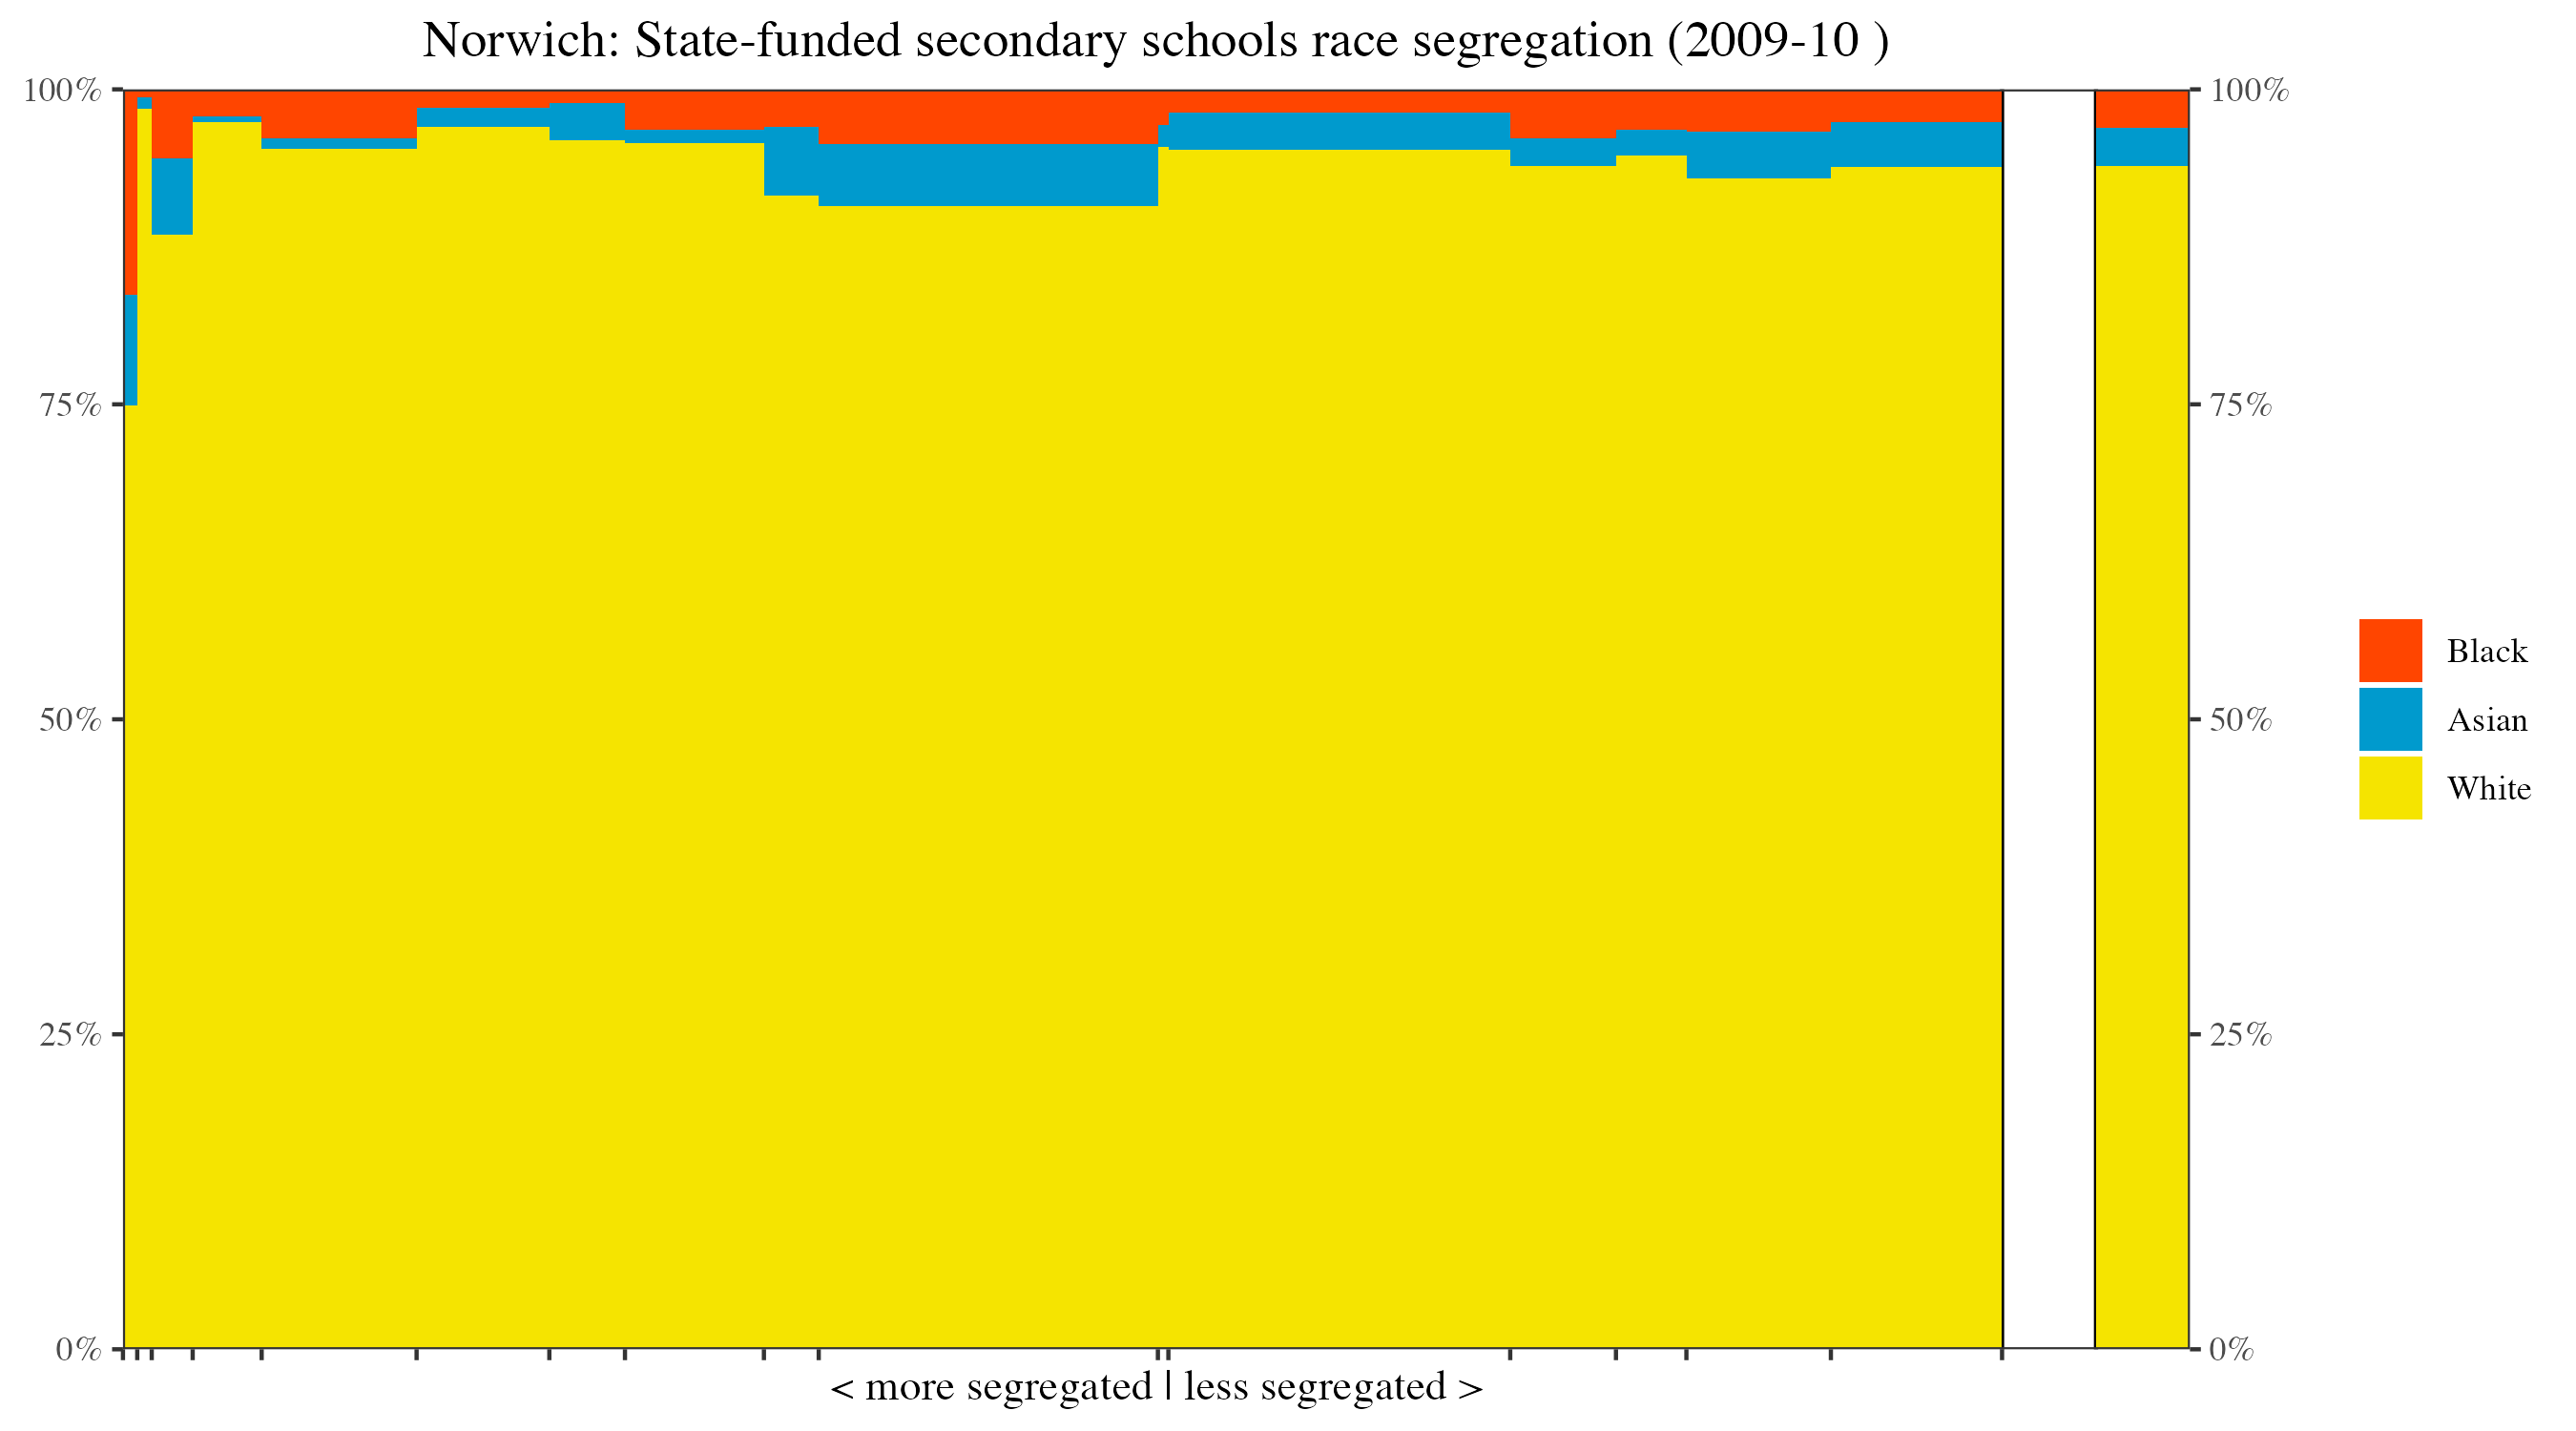 Norwich: State-funded secondary schools race segregation (2009-10 )
100%
75%
50%
25%
0%
100%
75%
50%
25%
0%
Black
Asian
White
< more segregated | less segregated >